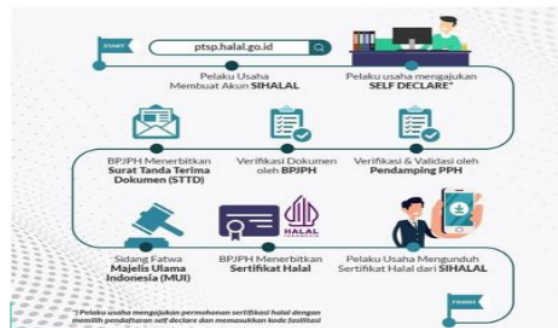 START
ptsp.halal.go.id
Pelaku Usaha
Membuat Akun SIHALAL
Pelaku usaha mengajukan
SELF DECLARE*
Verifikasi & Validasi oleh
Pendamping PPH
Verifikasi Dokumen
oleh BPJPH
BPJPH Menerbitkan
Surat Tanda Terima
Dokumen (STTD)
Sidang Fatwa
Majelis Ulama
Indonesia (MUI)
HALAL
INDONESIA
BPJPH Menerbitkan
Sertifikat Halal
Pelaku Usaha Mengunduh
Sertifikat Halal dari SIHALAL
FINISH
*) Pelaku usaha mengajukan permohonan sertifikasi halal dengan
memilih pendaftaran self declare dan memasukkan kode fasilitasi